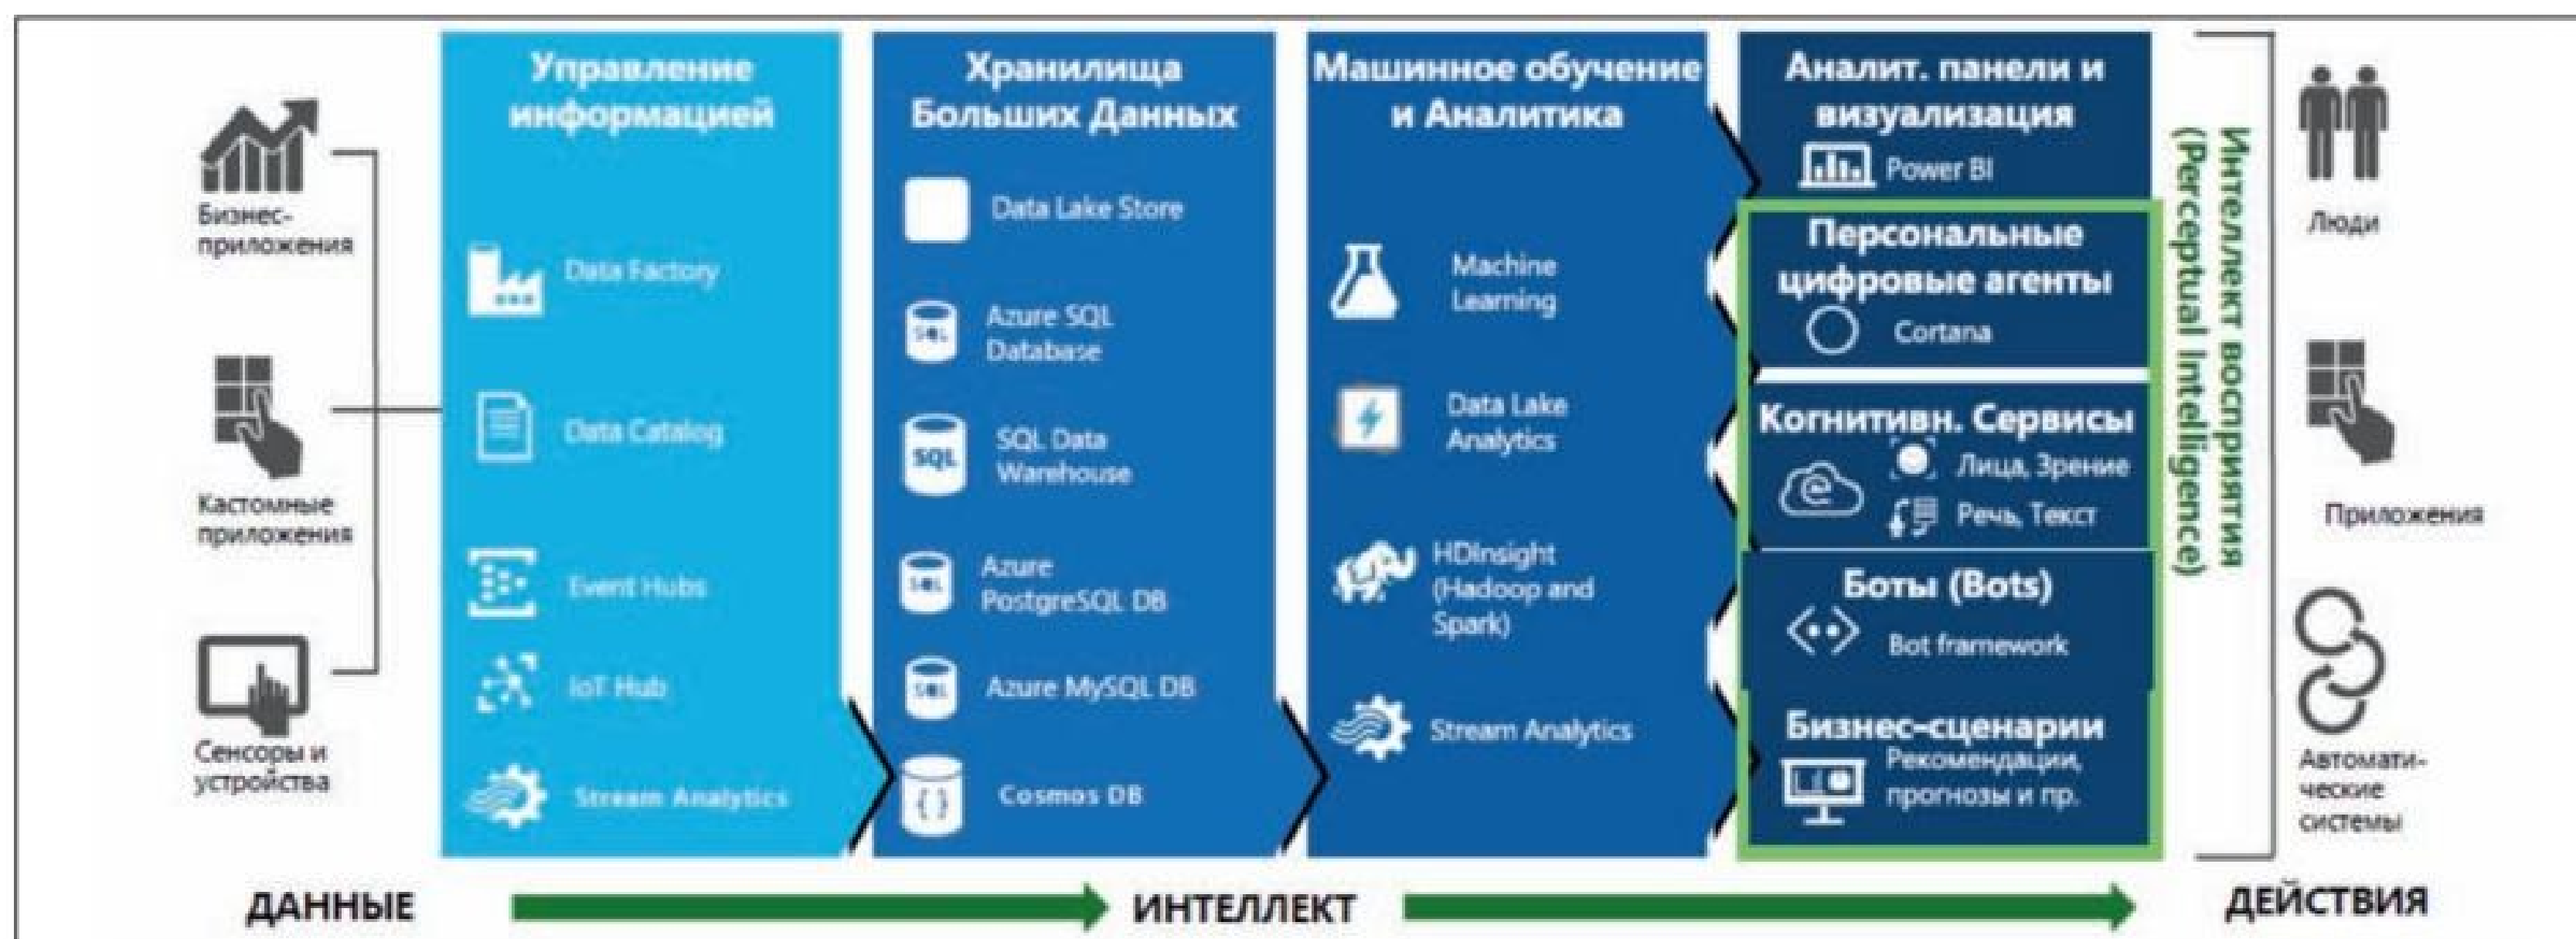 Бизнес-
приложения
Кастомные
приложения
Сенсоры и
устройства
Управление
информацией
Data Factory
Data Catalog
Event Hubs
IoT Hub
Stream Analytics
Хранилища
Больших Данных
Data Lake Store
SQL
Azure SQL
Database
SQL
SQL Data
Warehouse
SQL
Azure
PostgreSQL DB
SQL
Azure MySQL DB
{ }
Cosmos DB
Машинное обучение
и Аналитика
Machine
Learning
Data Lake
Analytics
HDInsight
(Hadoop and
Spark)
Stream Analytics
Аналит. панели и
визуализация
Power BI
Персональные
цифровые агенты
Cortana
Когнитивн. Сервисы
Лица, Зрение
Речь, Текст
Боты (Bots)
Bot framework
Бизнес-сценарии
Рекомендации,
прогнозы и пр.
Интеллект восприятия
(Perceptual Intelligence)
Люди
Приложения
Автомати-
ческие
системы
ДАННЫЕ
ИНТЕЛЛЕКТ
ДЕЙСТВИЯ